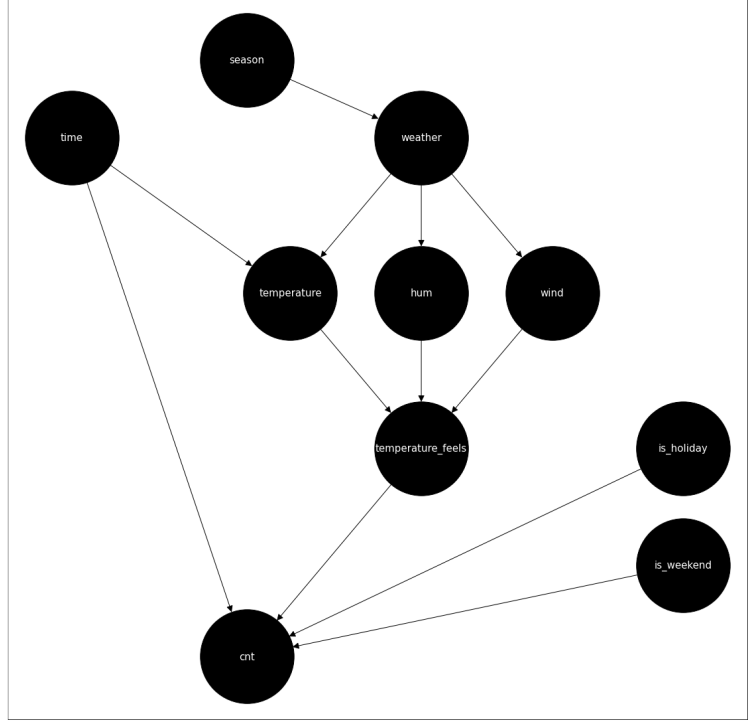 season
time
weather
temperature
hum
wind
temperature_feels
is_holiday
is_weekend
cnt